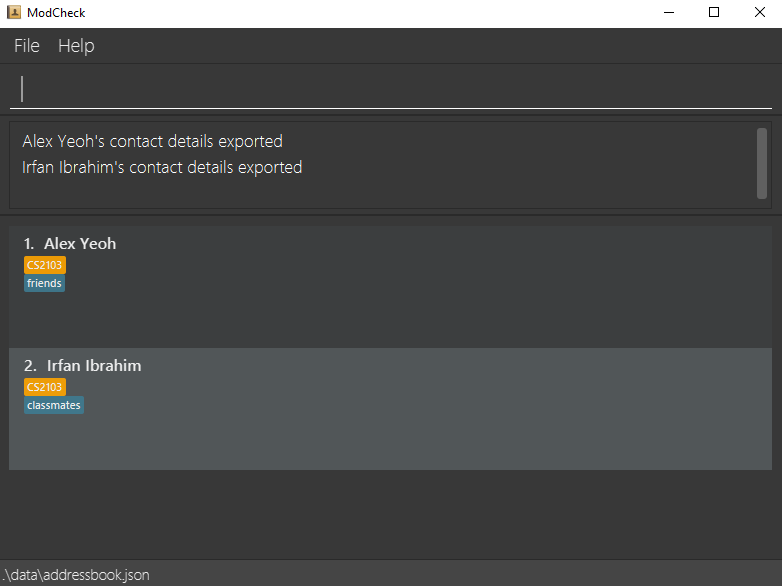 ModCheck
File Help
Alex Yeoh's contact details exported
Irfan Ibrahim's contact details exported
1. Alex Yeoh
CS2103
friends
2. Irfan Ibrahim
CS2103
classmates
.\data\addressbook.json